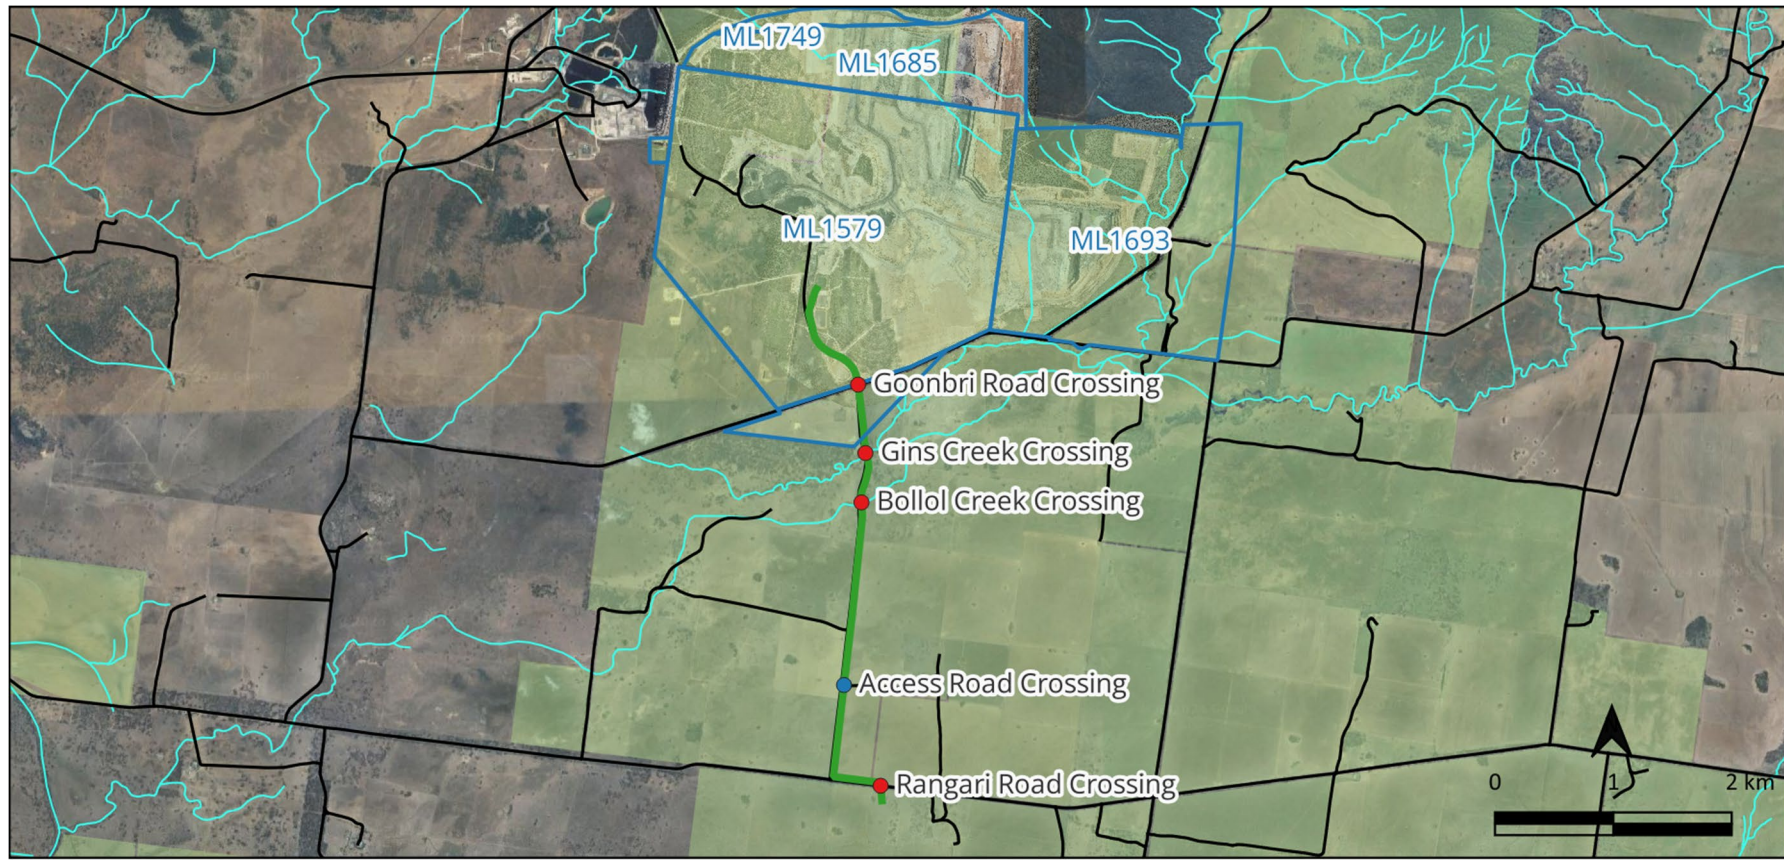 ML1749
ML1685
ML1579
ML1693
Goonbri Road Crossing
Gins Creek Crossing
Bollol Creek Crossing
Access Road Crossing
Rangari Road Crossing
0 1 2 km